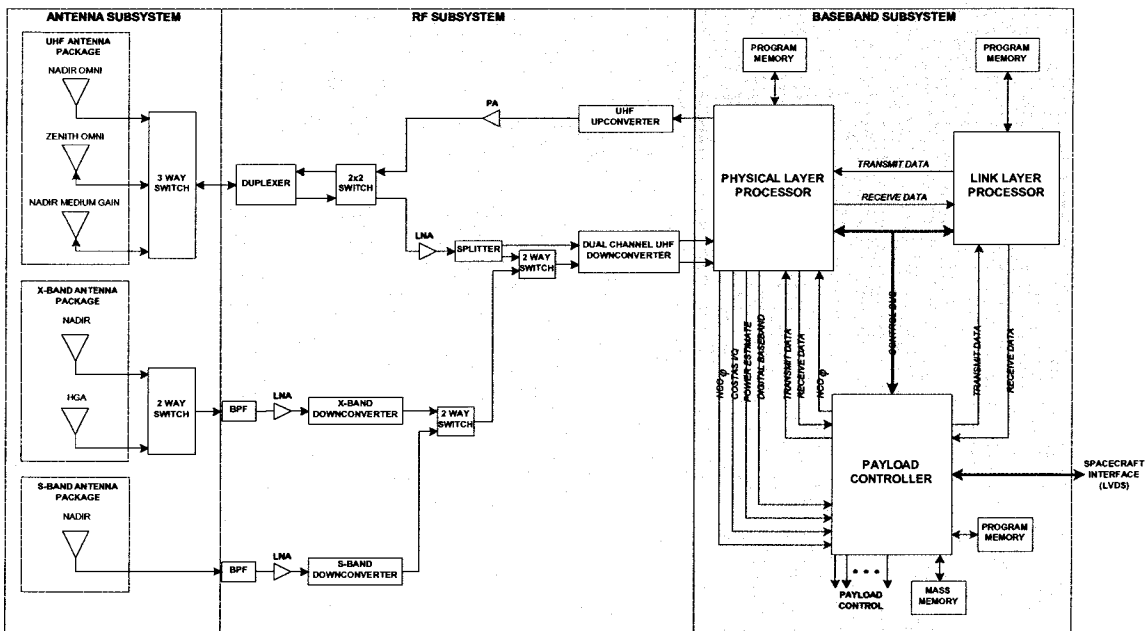 ANTENNA SUBSYSTEM
RF SUBSYSTEM
BASEBAND SUBSYSTEM
UHF ANTENNA
PACKAGE
NADIR OMNI
ZENITH OMNI
NADIR MEDIUM GAIN
3 WAY
SWITCH
DUPLEXER
2x2
SWITCH
PA
UHF
UPCONVERTER
LNA
SPLITTER
2 WAY
SWITCH
DUAL CHANNEL UHF
DOWNCONVERTER
PROGRAM
MEMORY
PROGRAM
MEMORY
PHYSICAL LAYER
PROCESSOR
TRANSMIT DATA
RECEIVE DATA
LINK LAYER
PROCESSOR
X-BAND ANTENNA
PACKAGE
NADIR
HGA
2 WAY
SWITCH
BPF
LNA
X-BAND
DOWNCONVERTER
2 WAY
SWITCH
NCO ϕ
COSTAS I/Q
POWER ESTIMATE
DIGITAL BASEBAND
TRANSMIT DATA
RECEIVE DATA
NCO ϕ
CONTROL BUS
TRANSMIT DATA
RECEIVE DATA
PAYLOAD
CONTROLLER
SPACECRAFT
INTERFACE
(LVDS)
S-BAND ANTENNA
PACKAGE
NADIR
BPF
LNA
S-BAND
DOWNCONVERTER
PROGRAM
MEMORY
PAYLOAD
CONTROL
MASS
MEMORY